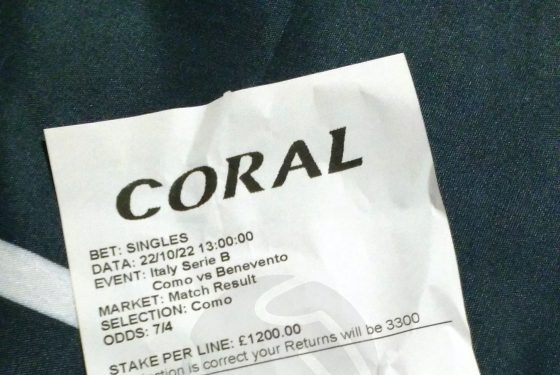 CORAL
BET: SINGLES
DATA: 22/10/22 13:00:00
EVENT: Italy Serie B
Como vs Benevento
MARKET: Match Result
SELECTION: Como
ODDS: 7/4
STAKE PER LINE: £1200.00
is correct your Returns will be 3300